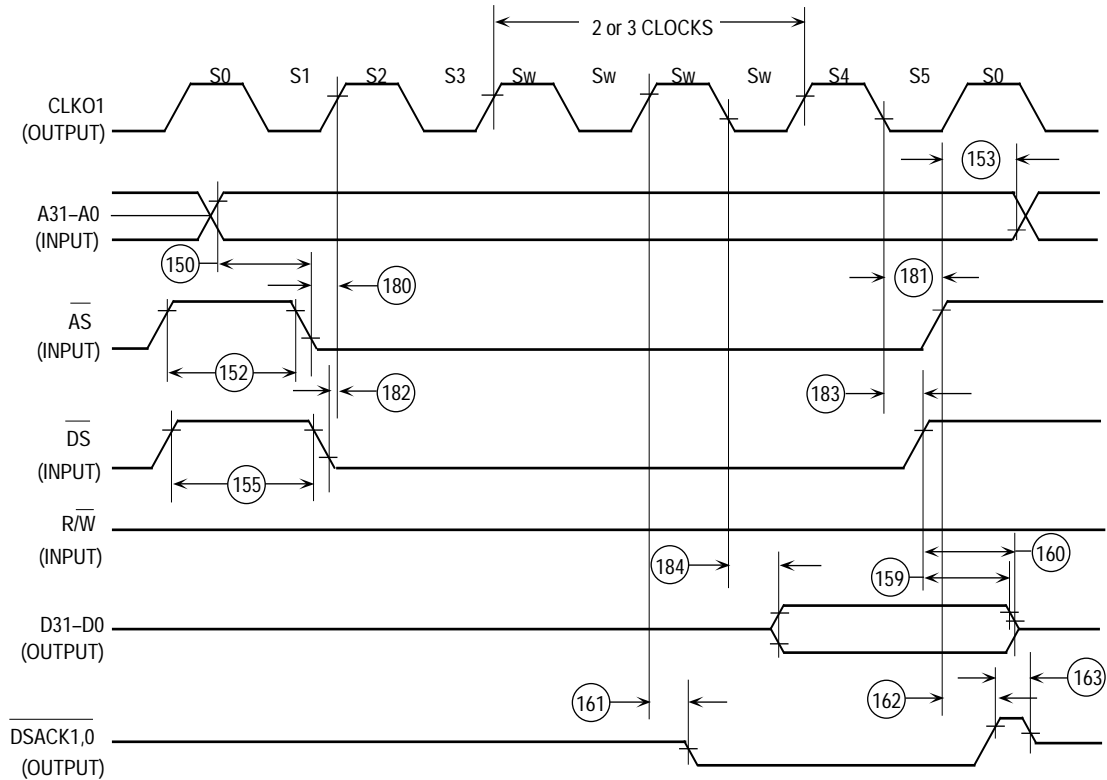 2 or 3 CLOCKS
S0 S1 S2 S3 Sw Sw Sw Sw S4 S5 S0
CLKO1
(OUTPUT)
153
A31–A0
(INPUT)
150
180
181
AS
(INPUT)
152
182
183
DS
(INPUT)
155
R/W
(INPUT)
184
160
159
D31–D0
(OUTPUT)
161
162
163
DSACK1,0
(OUTPUT)